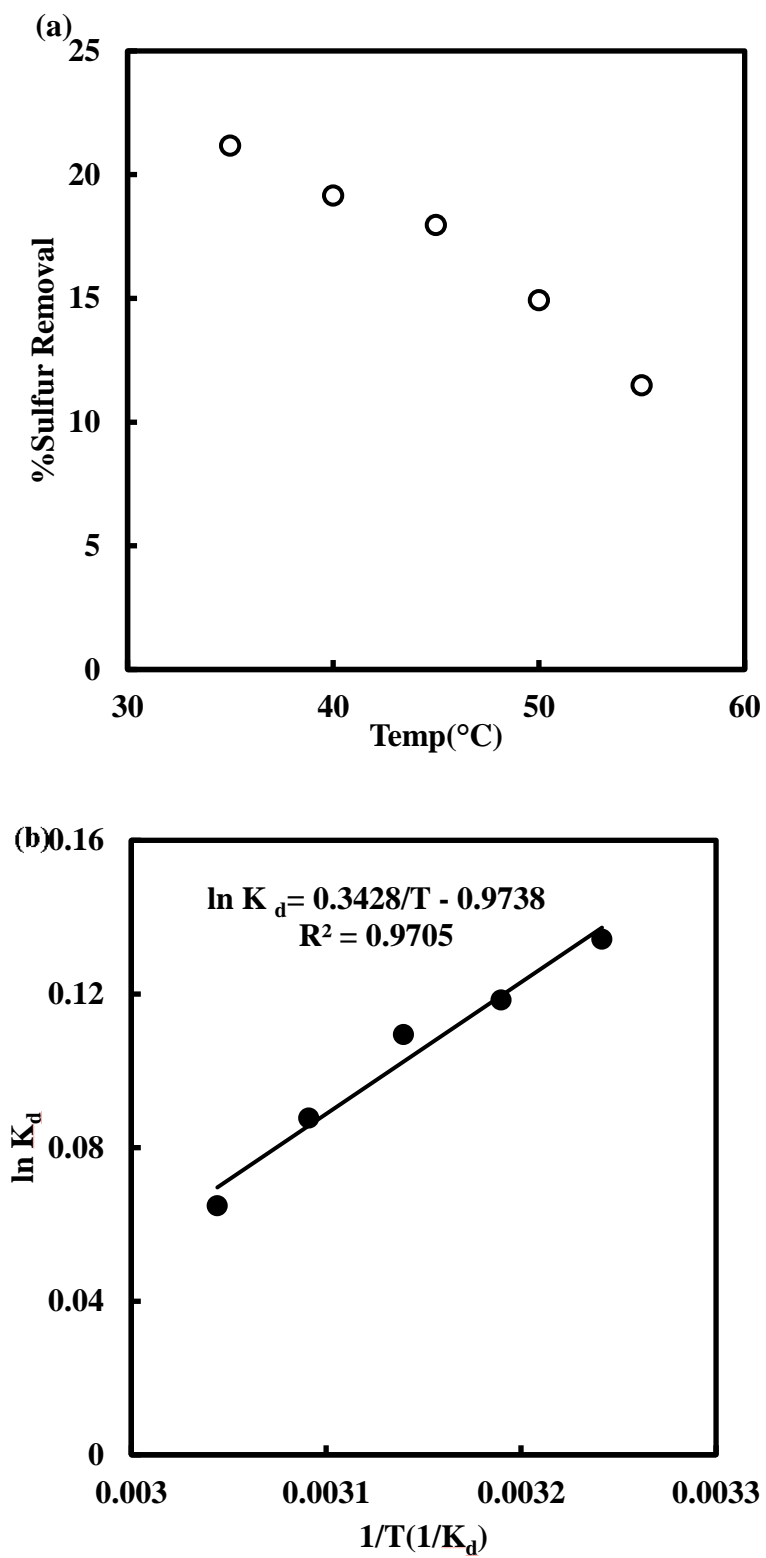 (a)
25
20
15
10
5
0
%Sulfur Removal
30 40 50 60
Temp(°C)
(b)
0.16
0.12
0.08
0.04
0
ln K d= 0.3428/T - 0.9738
R² = 0.9705
ln Kd
0.003 0.0031 0.0032 0.0033
1/T(1/Kd)